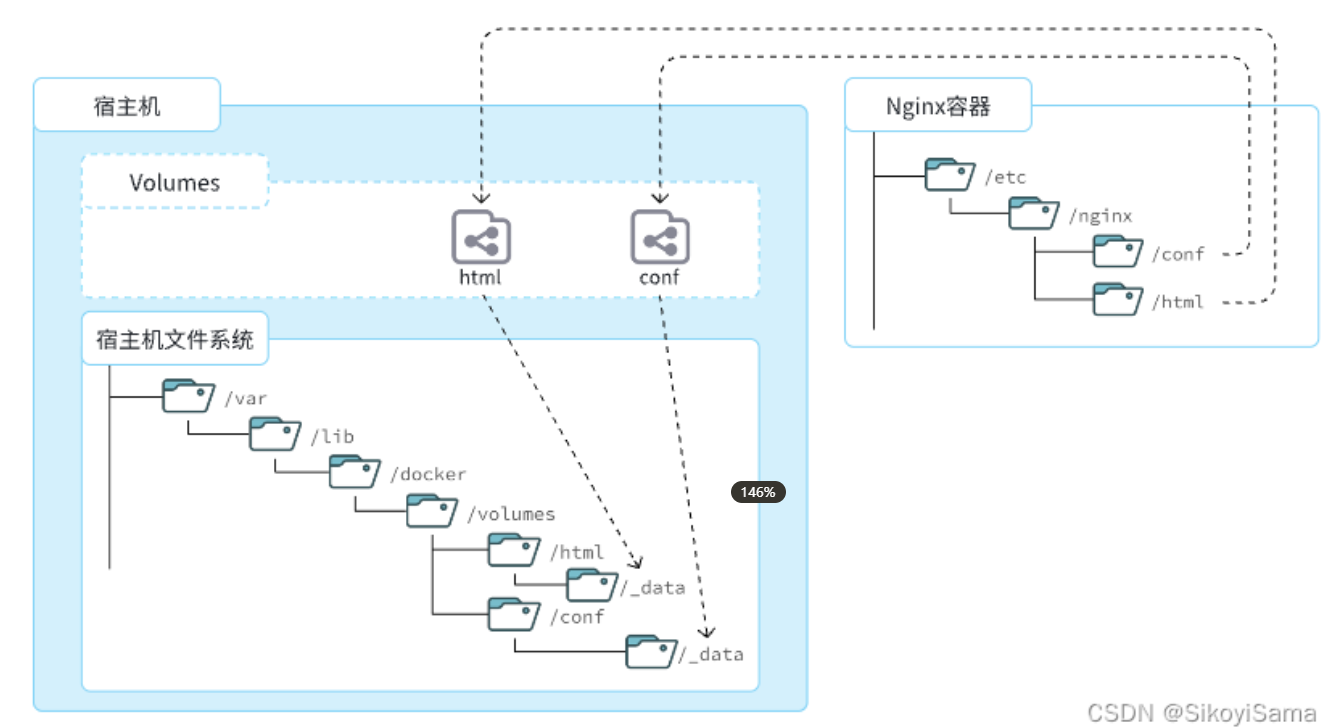 宿主机
Volumes
html
conf
宿主机文件系统
/var
/lib
/docker
/volumes
/html
/_data
/conf
/_data
146%
Nginx容器
/etc
/nginx
/conf
/html
CSDN @SikoyiSama